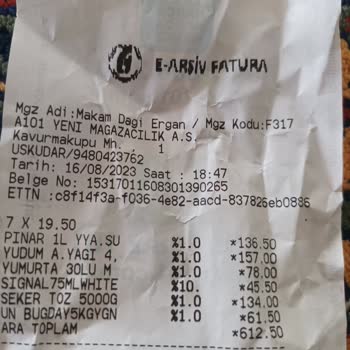 E-ARŞİV FATURA
Mgz Adi:Makam Dagi Ergan / Mgz Kodu:F317
A101 YENİ MAGAZACILIK A.S.
Kavurmakupu Mh. : 1
USKUDAR/9480423762
Tarih: 16/08/2023 Saat : 18:47
Belge No: 15317011608301390265
ETTN :c8f14f3a-f036-4e82-aacd-837826eb0886
7 X 19.50
PINAR 1L YYA.SU %1.0 *136.50
YUDUM A.YAGI 4, %1.0 *157.00
YUMURTA 30LU M %1.0 *78.00
SIGNAL75MLWHITE %10. *45.50
SEKER TOZ 5000G %1.0 *134.00
UN BUGDAY5KGYGN %1.0 *61.50
ARA TOPLAM *612.50